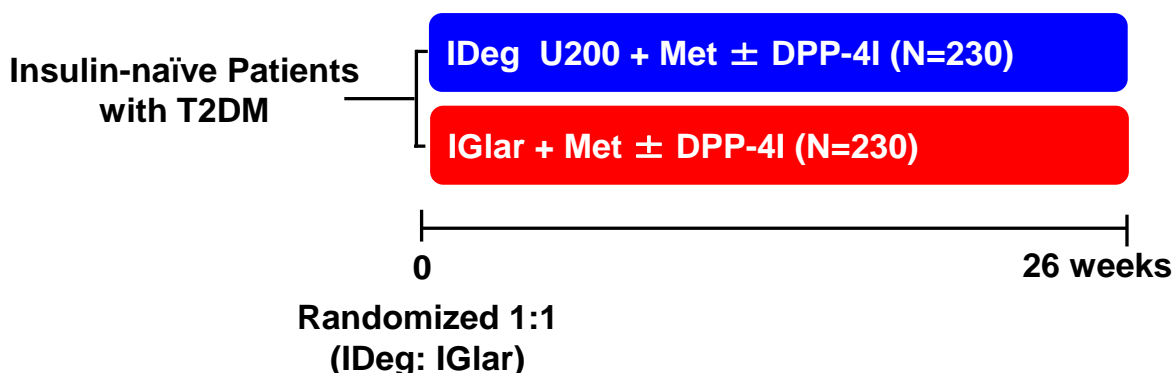 Insulin-naïve Patients
with T2DM
IDeg  U200 + Met ± DPP-4I (N=230)
IGlar + Met ± DPP-4I (N=230)
0
26 weeks
Randomized 1:1
(IDeg: IGlar)